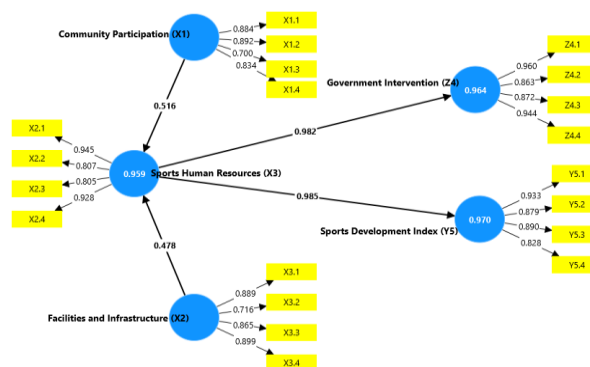 Community Participation (X1)
0.884
0.892
0.700
0.834
X1.1
X1.2
X1.3
X1.4
Government Intervention (Z4)
0.964
0.960
0.863
0.872
0.944
Z4.1
Z4.2
Z4.3
Z4.4
0.516
0.982
X2.1
X2.2
X2.3
X2.4
0.945
0.807
0.805
0.928
0.959
Sports Human Resources (X3)
0.985
Sports Development Index (Y5)
0.970
0.933
0.879
0.890
0.828
Y5.1
Y5.2
Y5.3
Y5.4
0.478
Facilities and Infrastructure (X2)
0.889
0.716
0.865
0.899
X3.1
X3.2
X3.3
X3.4